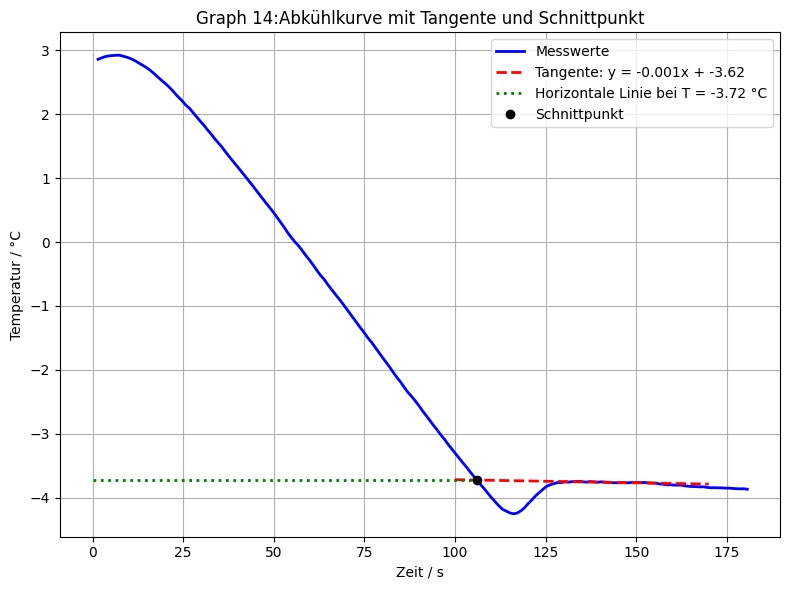 Graph 14:Abkühlkurve mit Tangente und Schnittpunkt
Messwerte
Tangente: y = -0.001x + -3.62
Horizontale Linie bei T = -3.72 °C
Schnittpunkt
Temperatur / °C
3
2
1
0
−1
−2
−3
−4
0 25 50 75 100 125 150 175
Zeit / s